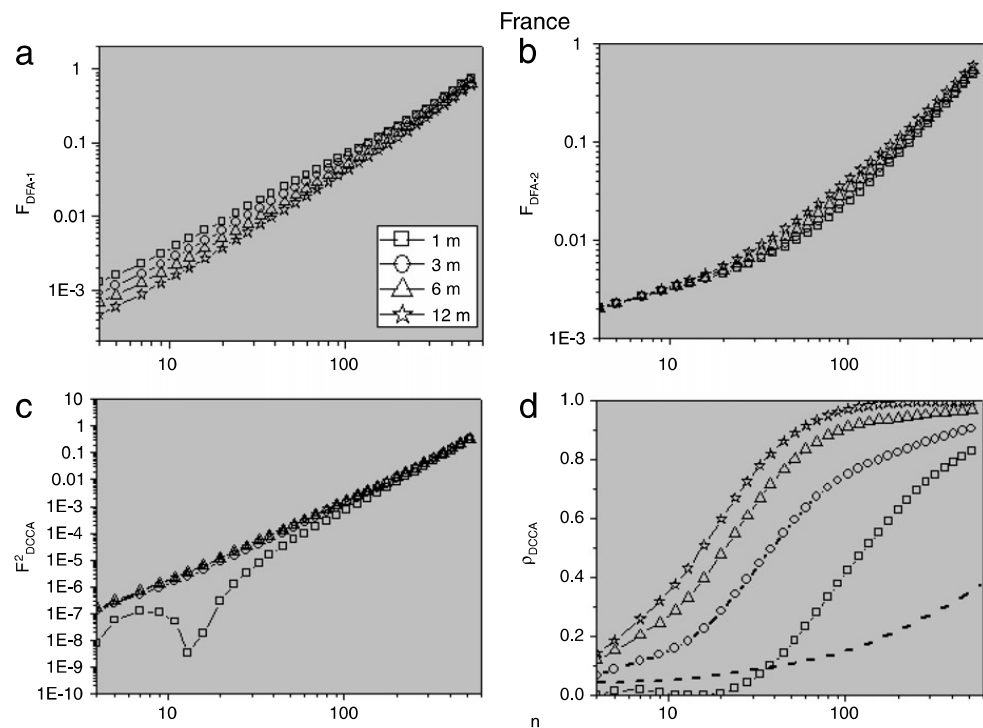 France
a
1
0.1
0.01
1E-3
F_DFA-1
10
100
1 m
3 m
6 m
12 m
b
1
0.1
0.01
1E-3
F_DFA-2
10
100
c
10
1
0.1
0.01
1E-3
1E-4
1E-5
1E-6
1E-7
1E-8
1E-9
1E-10
F²_DCCA
10
100
d
1.0
0.8
0.6
0.4
0.2
0.0
ρ_DCCA
10
100
n